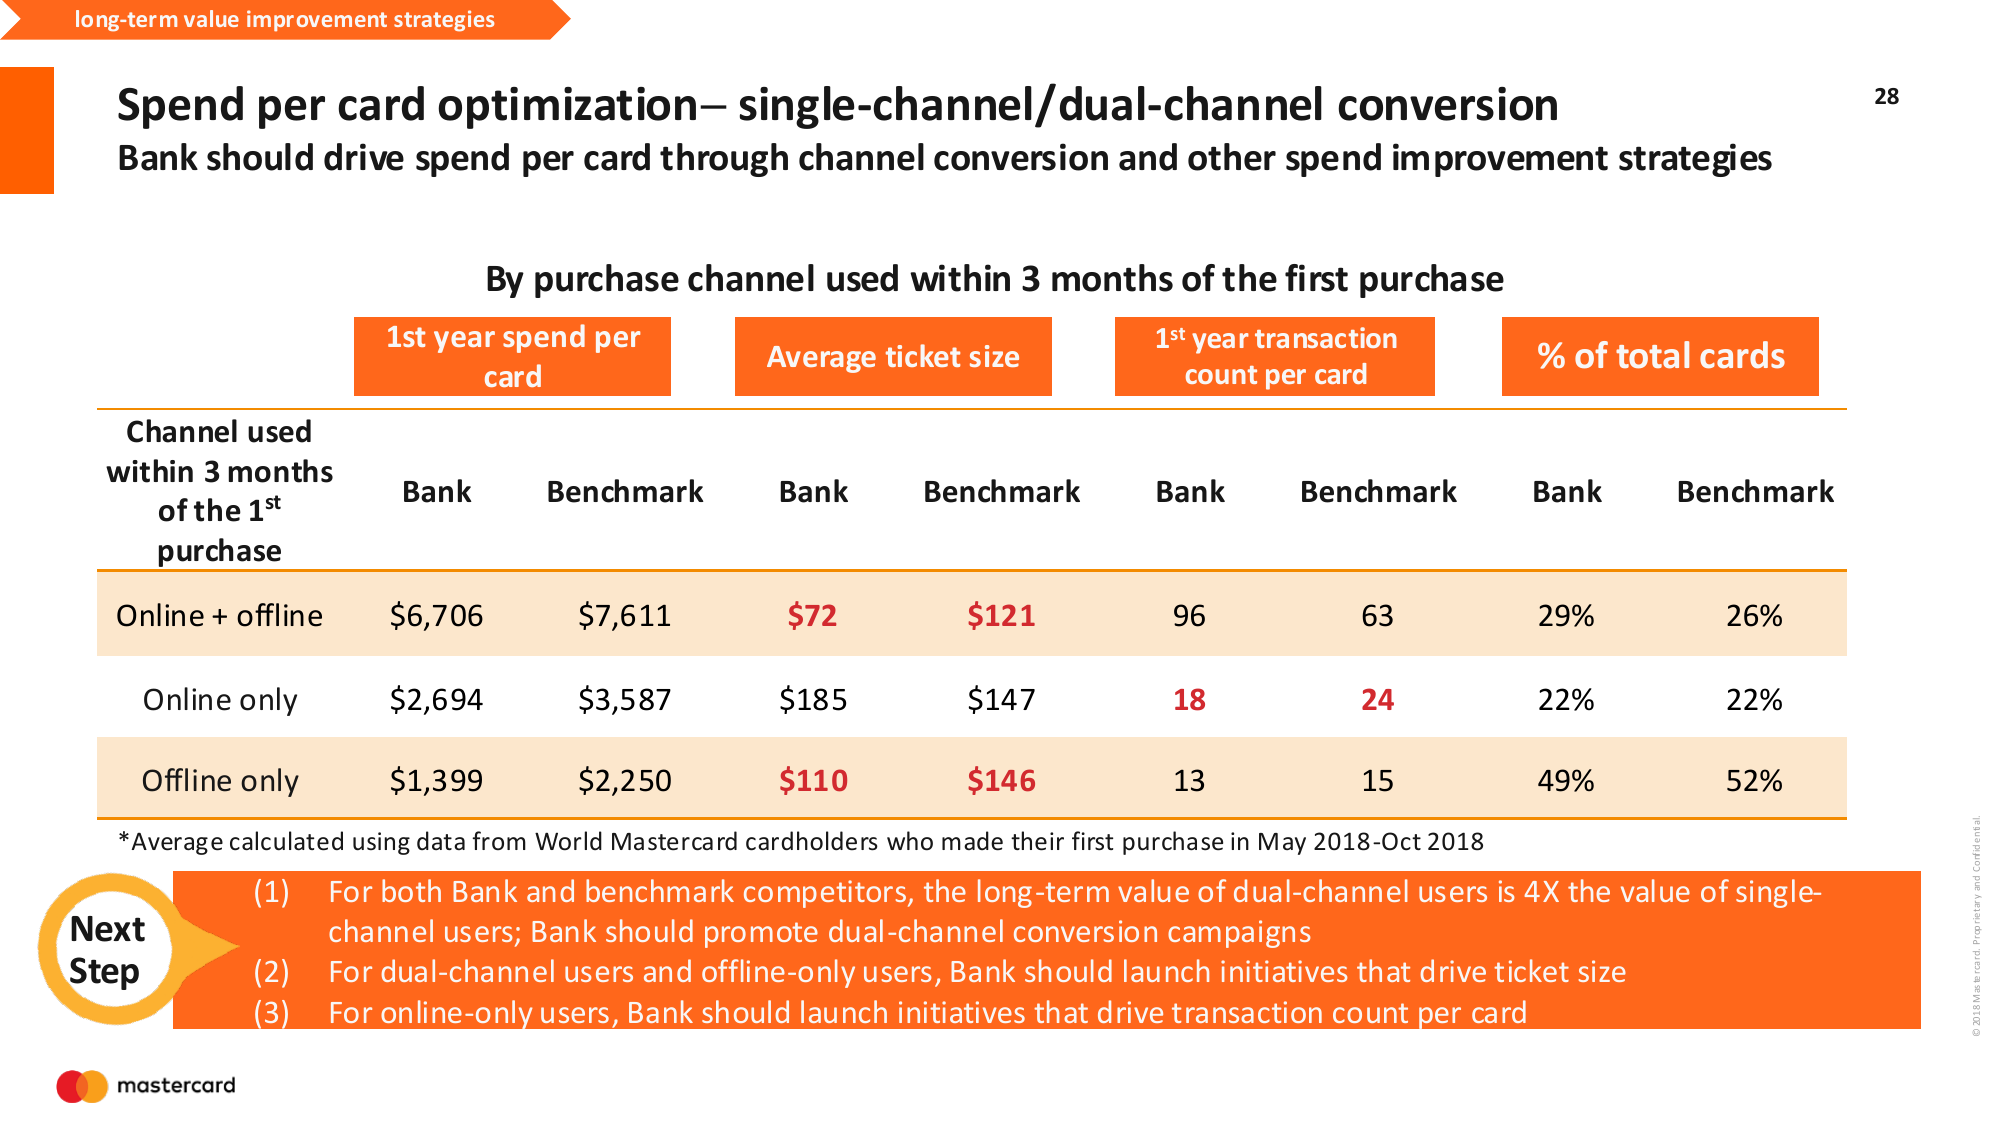 long-term value improvement strategies
Spend per card optimization– single-channel/dual-channel conversion
28
Bank should drive spend per card through channel conversion and other spend improvement strategies
By purchase channel used within 3 months of the first purchase
1st year spend per
card
Average ticket size
1st year transaction
count per card
% of total cards
Channel used
within 3 months
of the 1st
purchase
Bank Benchmark Bank Benchmark Bank Benchmark Bank Benchmark
Online + offline $6,706 $7,611 $72 $121 96 63 29% 26%
Online only $2,694 $3,587 $185 $147 18 24 22% 22%
Offline only $1,399 $2,250 $110 $146 13 15 49% 52%
*Average calculated using data from World Mastercard cardholders who made their first purchase in May 2018-Oct 2018
Next
Step
(1) For both Bank and benchmark competitors, the long-term value of dual-channel users is 4X the value of single-
channel users; Bank should promote dual-channel conversion campaigns
(2) For dual-channel users and offline-only users, Bank should launch initiatives that drive ticket size
(3) For online-only users, Bank should launch initiatives that drive transaction count per card
©2018 Mastercard. Proprietary and Confidential.
mastercard